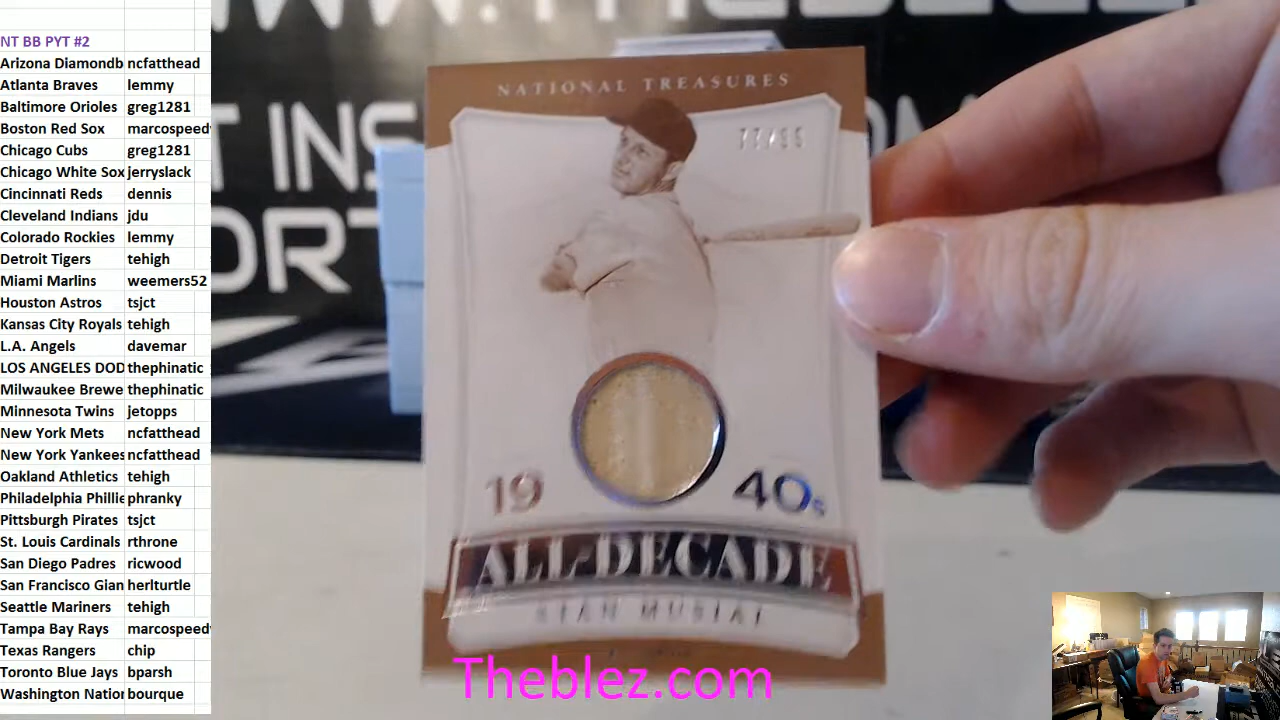 NT BB PYT #2
Arizona Diamondb ncfatthead
Atlanta Braves lemmy
Baltimore Orioles greg1281
Boston Red Sox marcospeed
Chicago Cubs greg1281
Chicago White Sox jerryslack
Cincinnati Reds dennis
Cleveland Indians jdu
Colorado Rockies lemmy
Detroit Tigers tehigh
Miami Marlins weemers52
Houston Astros tsjct
Kansas City Royals tehigh
L.A. Angels davemar
LOS ANGELES DOD thephinatic
Milwaukee Brewe thephinatic
Minnesota Twins jetopps
New York Mets ncfatthead
New York Yankees ncfatthead
Oakland Athletics tehigh
Philadelphia Phillie phranky
Pittsburgh Pirates tsjct
St. Louis Cardinals rthrone
San Diego Padres ricwood
San Francisco Gian herlturtle
Seattle Mariners tehigh
Tampa Bay Rays marcospeed
Texas Rangers chip
Toronto Blue Jays bparsh
Washington Nation bourque
NATIONAL TREASURES
19 40s
ALL-DECADE
STAN MUSIAL
Theblez.com